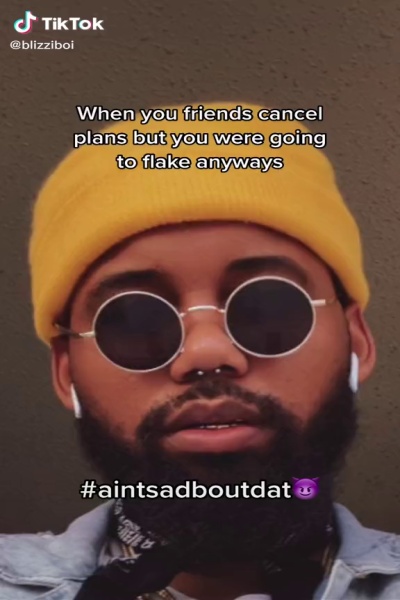 TikTok
@blizziboi
When you friends cancel
plans but you were going
to flake anyways
#aintsadboutdat😈